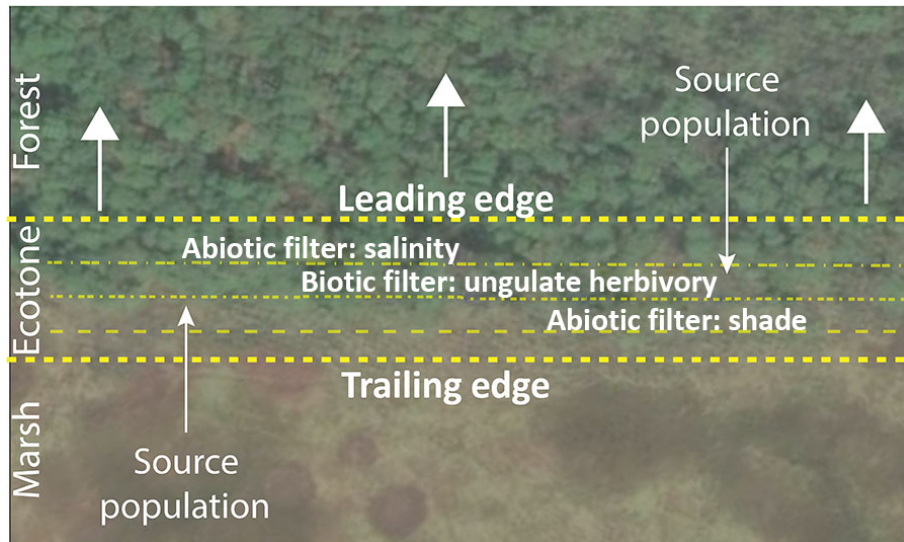 Forest
Source
population
Leading edge
Ecotone
Abiotic filter: salinity
Biotic filter: ungulate herbivory
Abiotic filter: shade
Trailing edge
Marsh
Source
population